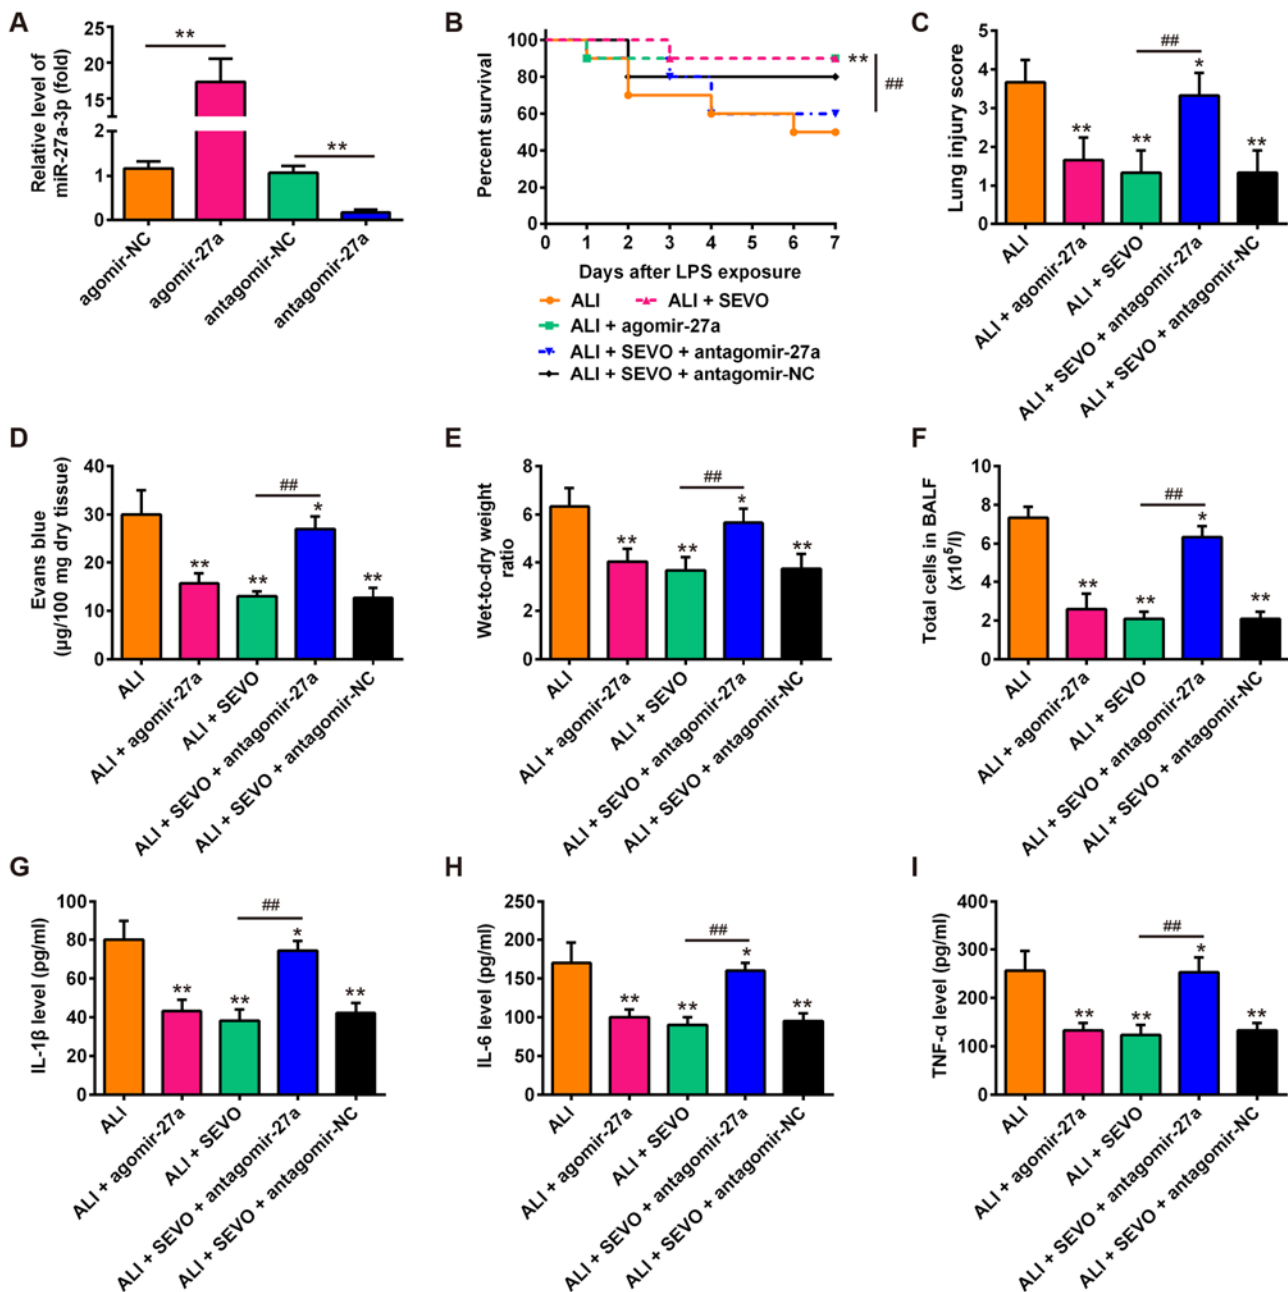 A
Relative level of
miR-27a-3p (fold)
25
20
15
2
1
0
**
**
agomir-NC
agomir-27a
antagomir-NC
antagomir-27a
B
Percent survival
100
80
60
40
20
0
0 1 2 3 4 5 6 7
Days after LPS exposure
**
##
ALI
ALI + SEVO
ALI + agomir-27a
ALI + SEVO + antagomir-27a
ALI + SEVO + antagomir-NC
C
Lung injury score
5
4
3
2
1
0
##
**
**
*
**
ALI
ALI + agomir-27a
ALI + SEVO
ALI + SEVO + antagomir-27a
ALI + SEVO + antagomir-NC
D
Evans blue
(µg/100 mg dry tissue)
40
30
20
10
0
##
**
**
*
**
ALI
ALI + agomir-27a
ALI + SEVO
ALI + SEVO + antagomir-27a
ALI + SEVO + antagomir-NC
E
Wet-to-dry weight
ratio
8
6
4
2
0
##
**
**
*
**
ALI
ALI + agomir-27a
ALI + SEVO
ALI + SEVO + antagomir-27a
ALI + SEVO + antagomir-NC
F
Total cells in BALF
(x10⁵/l)
10
8
6
4
2
0
##
**
**
*
**
ALI
ALI + agomir-27a
ALI + SEVO
ALI + SEVO + antagomir-27a
ALI + SEVO + antagomir-NC
G
IL-1β level (pg/ml)
100
80
60
40
20
0
##
**
**
*
**
ALI
ALI + agomir-27a
ALI + SEVO
ALI + SEVO + antagomir-27a
ALI + SEVO + antagomir-NC
H
IL-6 level (pg/ml)
250
200
150
100
50
0
##
**
**
*
**
ALI
ALI + agomir-27a
ALI + SEVO
ALI + SEVO + antagomir-27a
ALI + SEVO + antagomir-NC
I
TNF-α level (pg/ml)
400
300
200
100
0
##
**
**
*
**
ALI
ALI + agomir-27a
ALI + SEVO
ALI + SEVO + antagomir-27a
ALI + SEVO + antagomir-NC